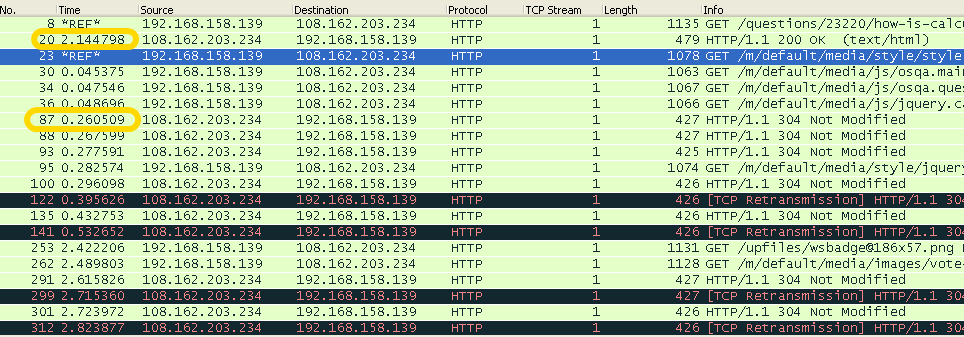 No. Time Source Destination Protocol TCP Stream Length Info
8 *REF* 192.168.158.139 108.162.203.234 HTTP 1 1135 GET /questions/23220/how-is-calcu
20 2.144798 108.162.203.234 192.168.158.139 HTTP 1 479 HTTP/1.1 200 OK (text/html)
23 *REF* 192.168.158.139 108.162.203.234 HTTP 1 1078 GET /m/default/media/style/style
30 0.045375 192.168.158.139 108.162.203.234 HTTP 1 1063 GET /m/default/media/js/osqa.mai
34 0.047546 192.168.158.139 108.162.203.234 HTTP 1 1067 GET /m/default/media/js/osqa.ques
36 0.048696 192.168.158.139 108.162.203.234 HTTP 1 1066 GET /m/default/media/js/jquery.ca
87 0.260509 108.162.203.234 192.168.158.139 HTTP 1 427 HTTP/1.1 304 Not Modified
88 0.267599 108.162.203.234 192.168.158.139 HTTP 1 427 HTTP/1.1 304 Not Modified
93 0.277591 108.162.203.234 192.168.158.139 HTTP 1 425 HTTP/1.1 304 Not Modified
95 0.282574 192.168.158.139 108.162.203.234 HTTP 1 1074 GET /m/default/media/style/jquery
100 0.296098 108.162.203.234 192.168.158.139 HTTP 1 426 HTTP/1.1 304 Not Modified
122 0.395626 108.162.203.234 192.168.158.139 HTTP 1 426 [TCP Retransmission] HTTP/1.1 30
135 0.432753 108.162.203.234 192.168.158.139 HTTP 1 426 HTTP/1.1 304 Not Modified
141 0.532652 108.162.203.234 192.168.158.139 HTTP 1 426 [TCP Retransmission] HTTP/1.1 30
253 2.422206 192.168.158.139 108.162.203.234 HTTP 1 1131 GET /upfiles/wsbadge@186x57.png
262 2.489803 192.168.158.139 108.162.203.234 HTTP 1 1128 GET /m/default/media/images/vote-
291 2.615826 108.162.203.234 192.168.158.139 HTTP 1 427 HTTP/1.1 304 Not Modified
299 2.715360 108.162.203.234 192.168.158.139 HTTP 1 427 [TCP Retransmission] HTTP/1.1 30
301 2.723972 108.162.203.234 192.168.158.139 HTTP 1 426 HTTP/1.1 304 Not Modified
312 2.823877 108.162.203.234 192.168.158.139 HTTP 1 426 [TCP Retransmission] HTTP/1.1 30